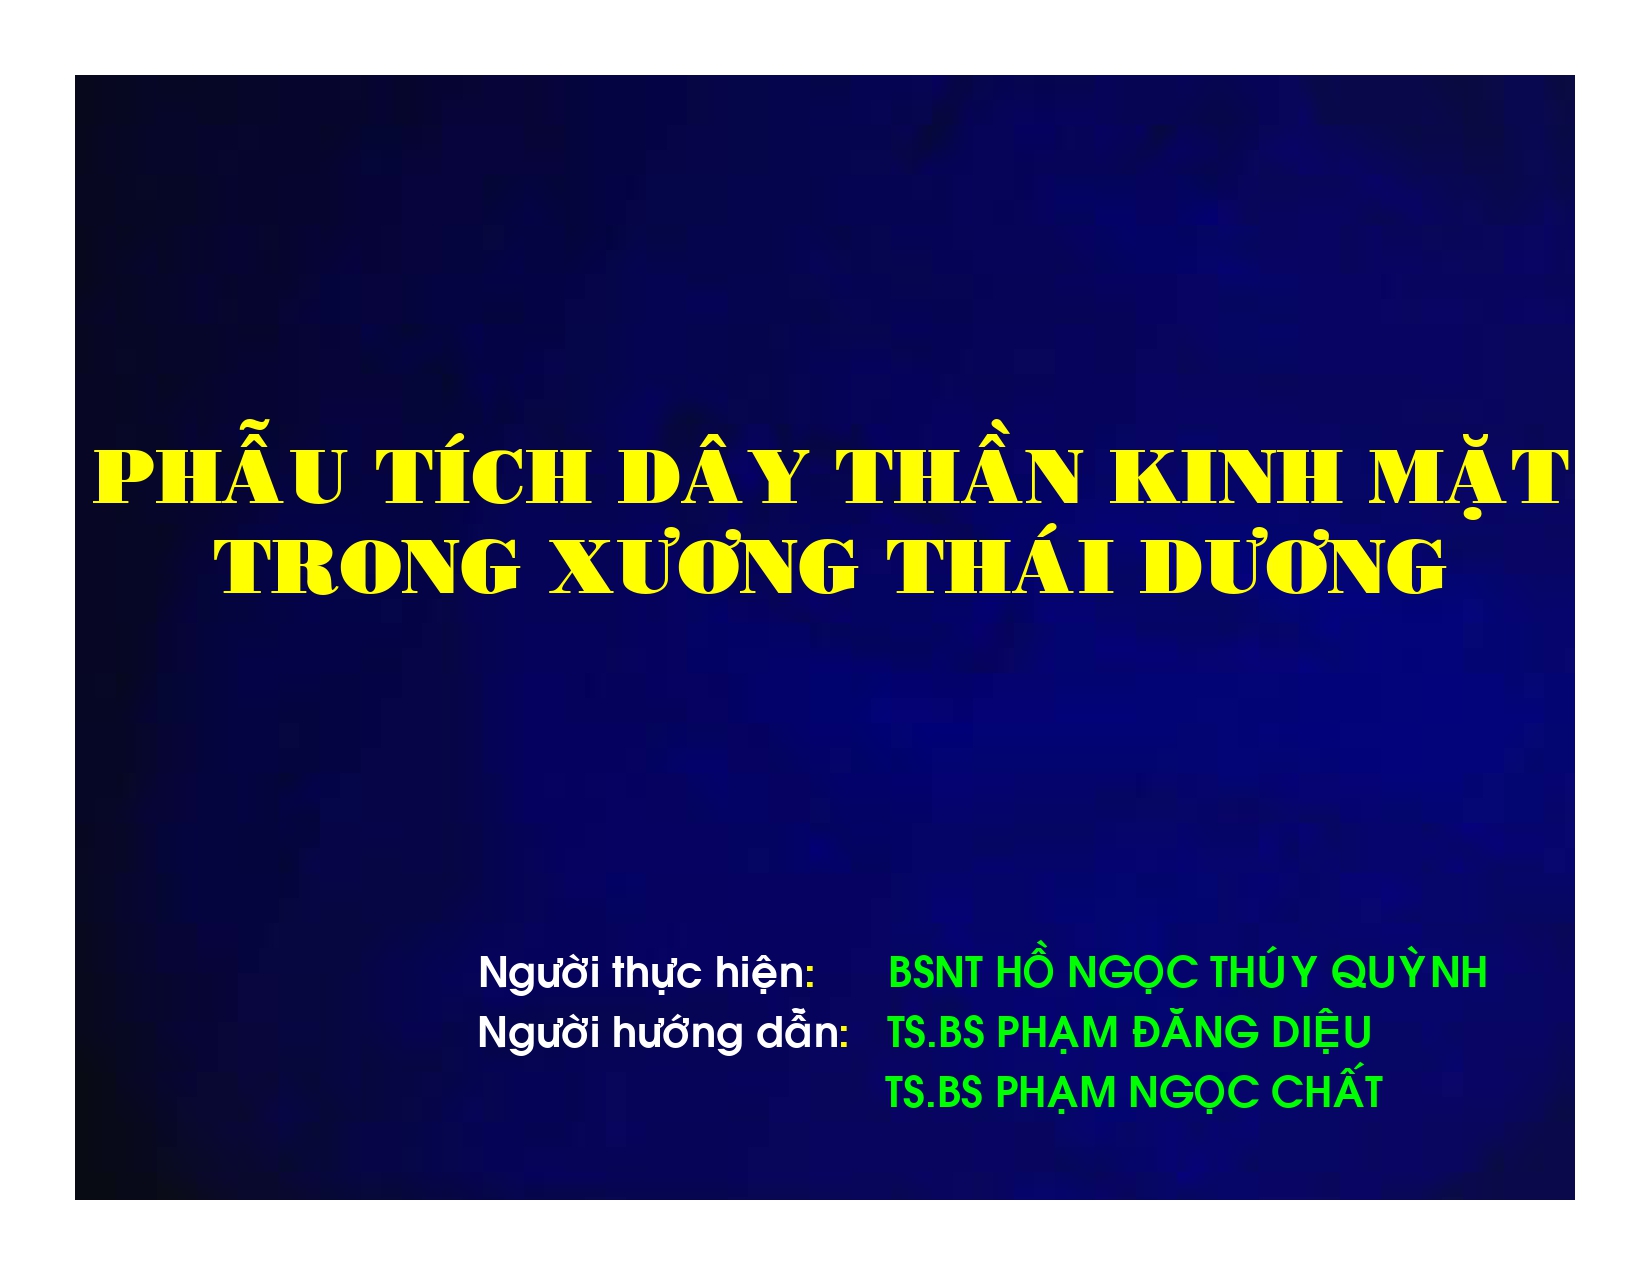 PHẪU TÍCH DÂY THẦN KINH MẶT
TRONG XƯƠNG THÁI DƯƠNG
Người thực hiện: BSNT HỒ NGỌC THÚY QUỲNH
Người hướng dẫn: TS.BS PHẠM ĐĂNG DIỆU
TS.BS PHẠM NGỌC CHẤT